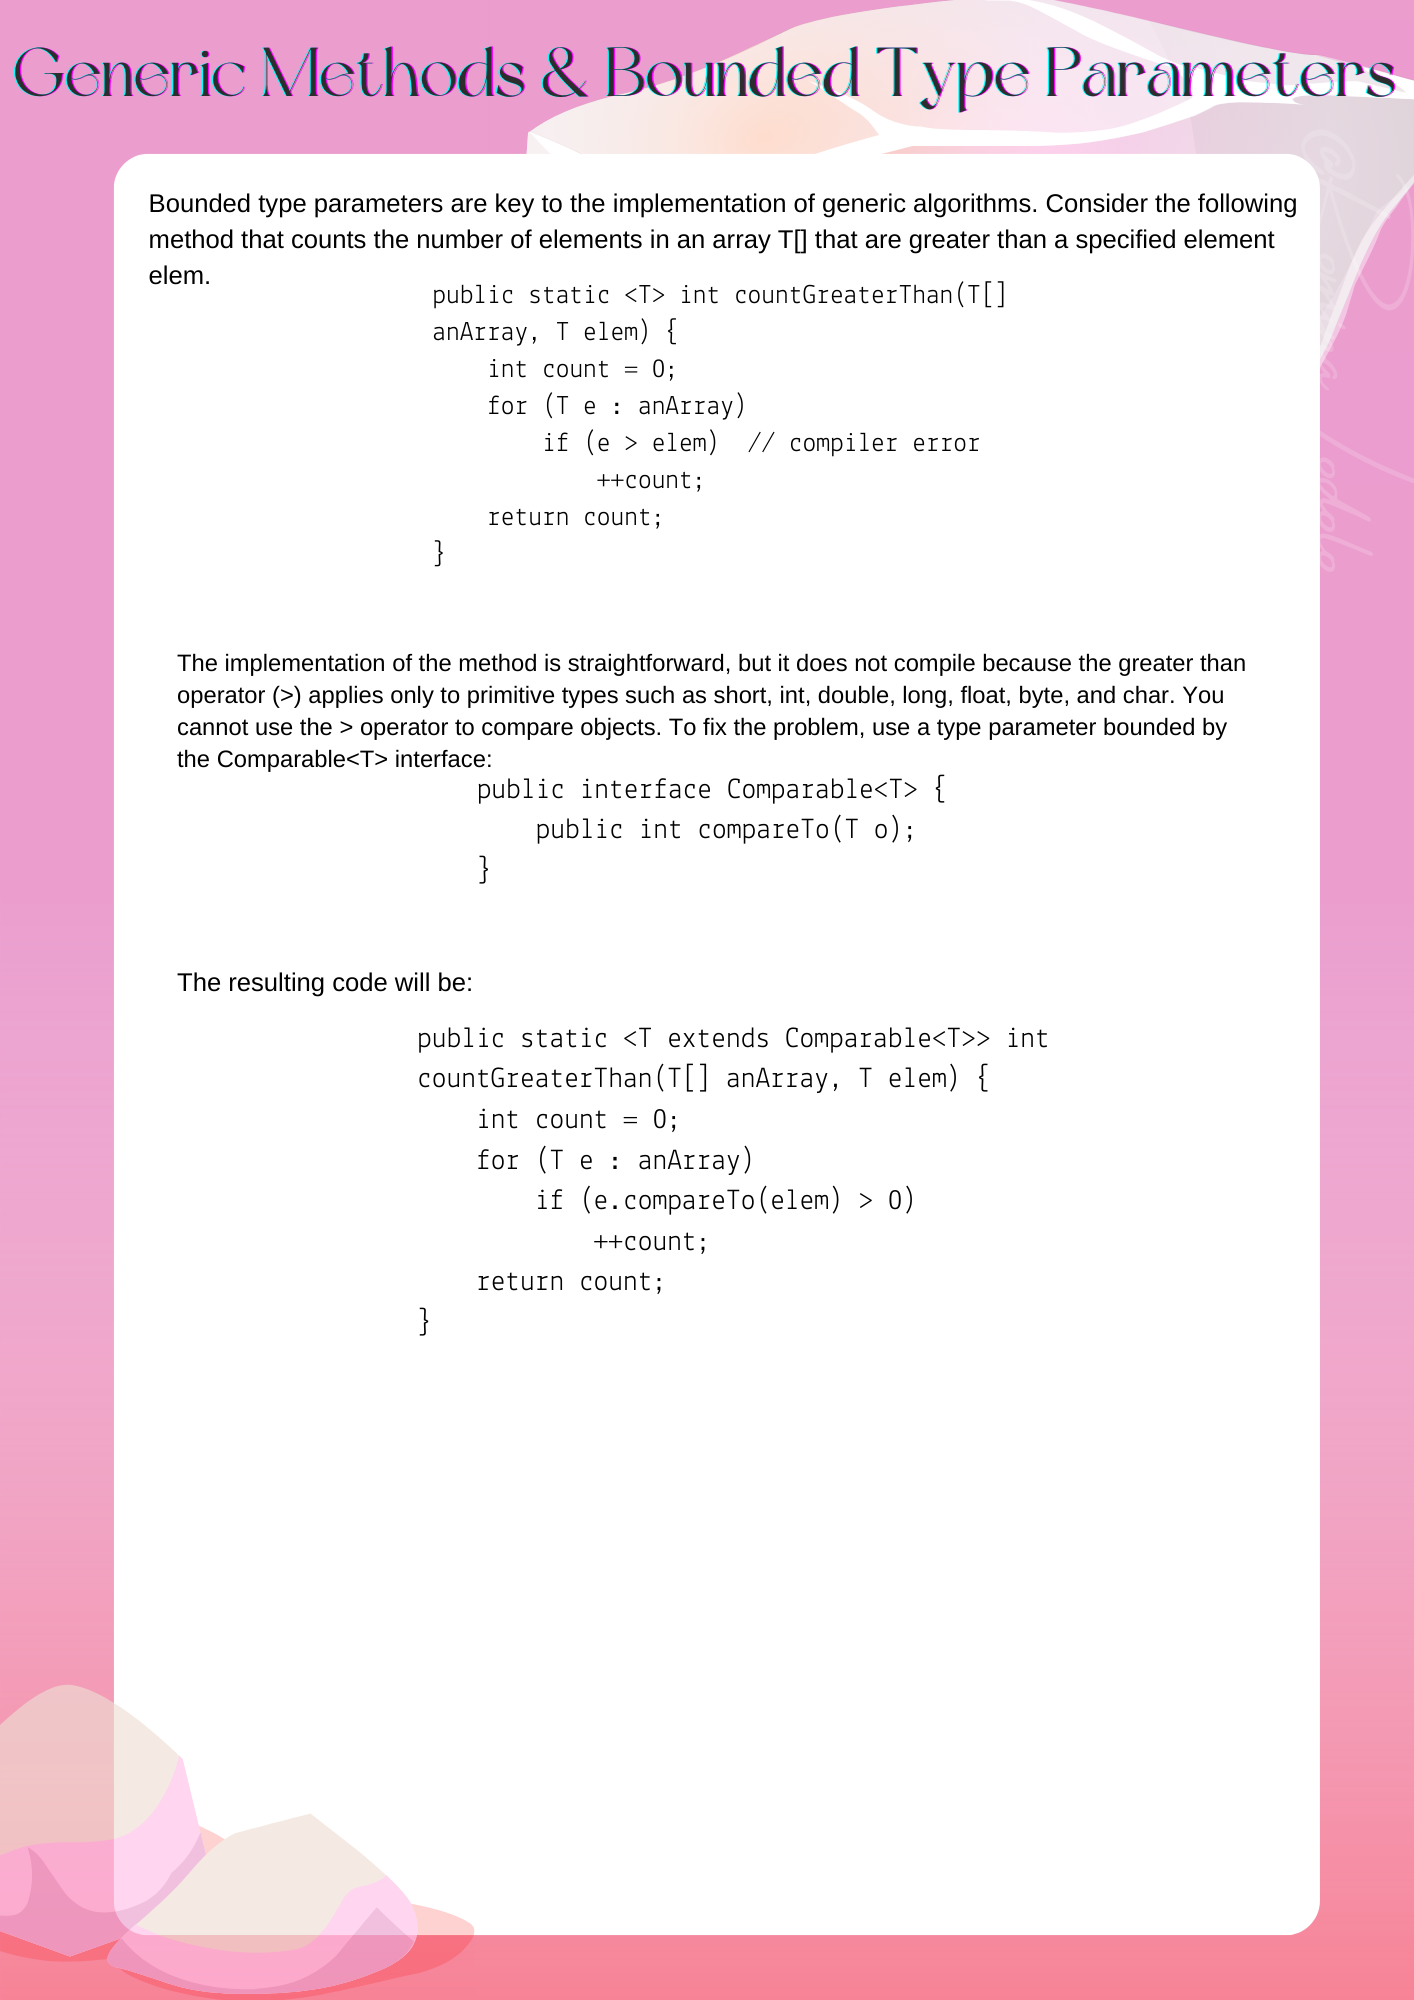 Generic Methods & Bounded Type Parameters
Bounded type parameters are key to the implementation of generic algorithms. Consider the following
method that counts the number of elements in an array T[] that are greater than a specified element
elem.
public static <T> int countGreaterThan(T[]
anArray, T elem) {
    int count = 0;
    for (T e : anArray)
        if (e > elem)  // compiler error
            ++count;
    return count;
}
The implementation of the method is straightforward, but it does not compile because the greater than
operator (>) applies only to primitive types such as short, int, double, long, float, byte, and char. You
cannot use the > operator to compare objects. To fix the problem, use a type parameter bounded by
the Comparable<T> interface:
public interface Comparable<T> {
    public int compareTo(T o);
}
The resulting code will be:
public static <T extends Comparable<T>> int
countGreaterThan(T[] anArray, T elem) {
    int count = 0;
    for (T e : anArray)
        if (e.compareTo(elem) > 0)
            ++count;
    return count;
}